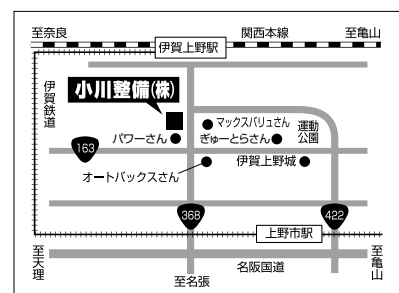 至奈良
伊賀上野駅
関西本線
至亀山
伊賀鉄道
小川整備(株)
マックスバリュさん
運動公園
パワーさん
ぎゅーとらさん
163
伊賀上野城
オートバックスさん
368
422
上野市駅
至天理
至名張
名阪国道
至亀山